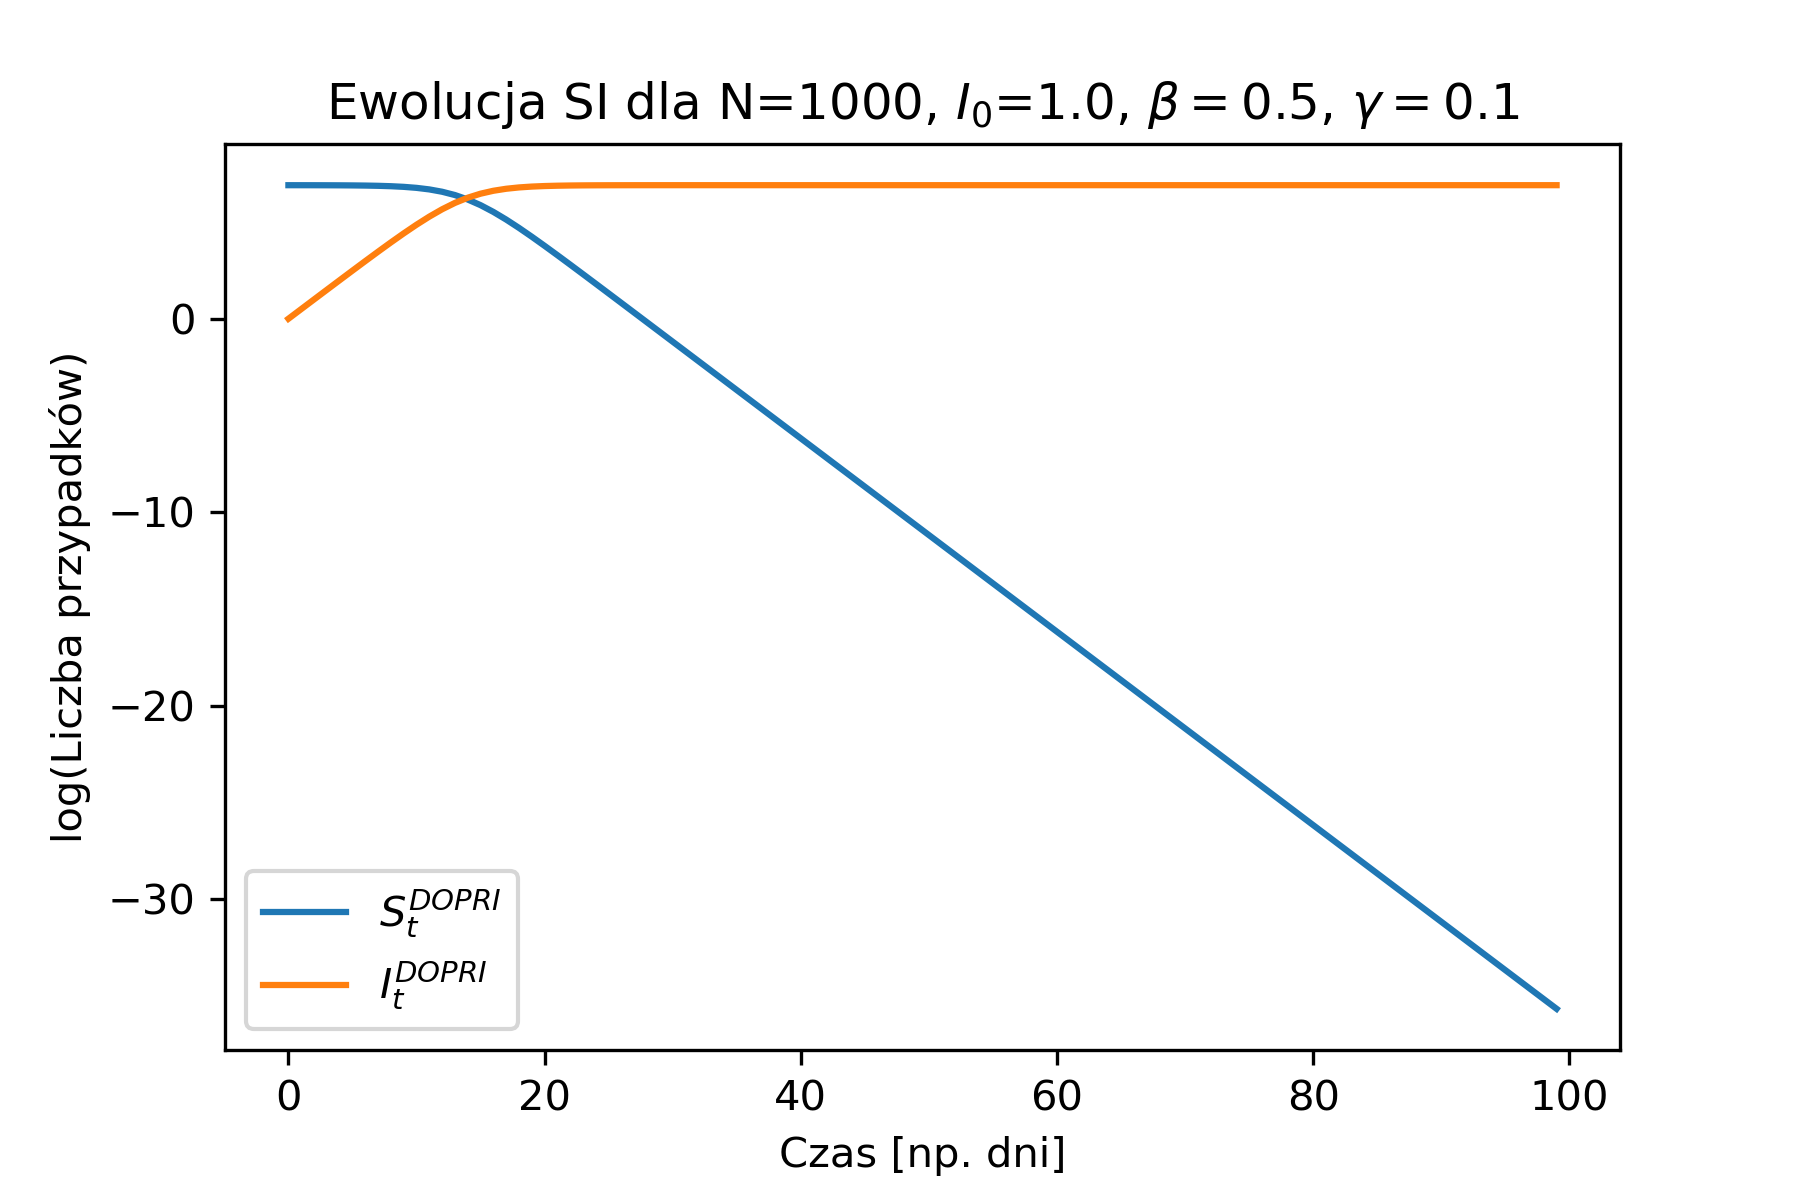 Ewolucja SI dla N=1000, I₀=1.0, β = 0.5, γ = 0.1
log(Liczba przypadków)
0
−10
−20
−30
S_t^DOPRI
I_t^DOPRI
0 20 40 60 80 100
Czas [np. dni]